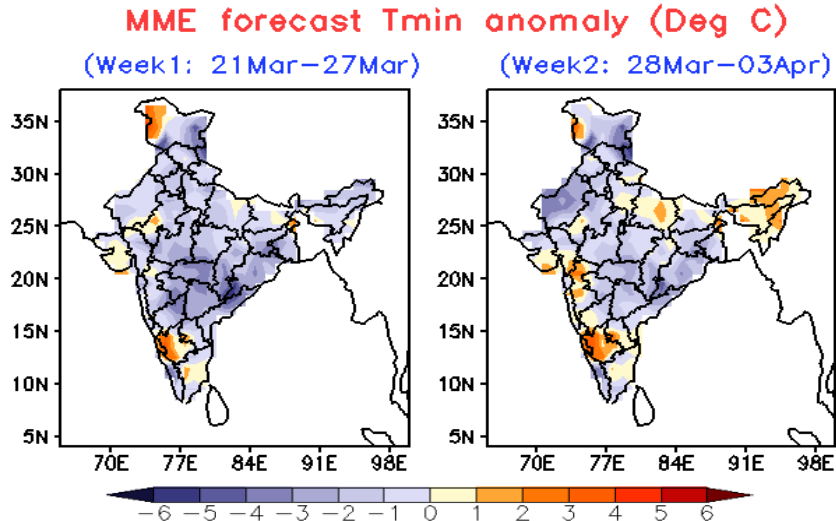 MME forecast Tmin anomaly (Deg C)
(Week1: 21Mar−27Mar)
(Week2: 28Mar−03Apr)
35N
30N
25N
20N
15N
10N
5N
70E 77E 84E 91E 98E
35N
30N
25N
20N
15N
10N
5N
70E 77E 84E 91E 98E
−6 −5 −4 −3 −2 −1 0 1 2 3 4 5 6